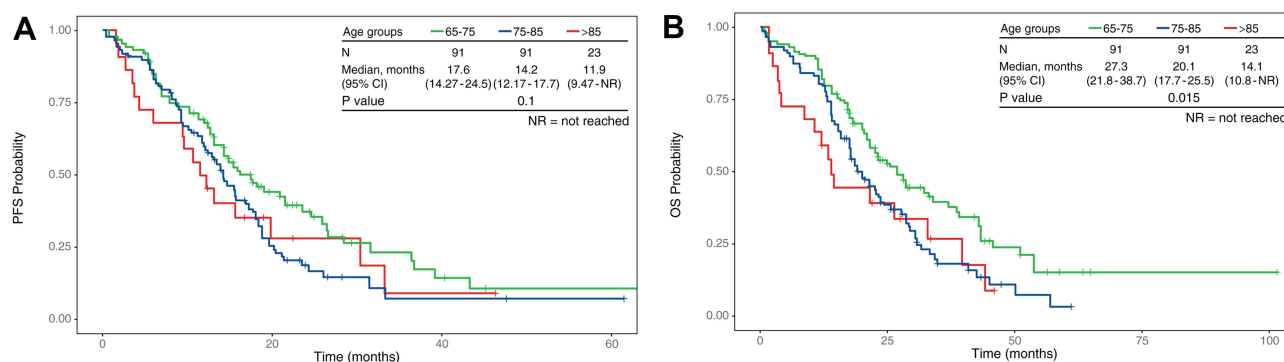 A
Age groups 65-75 75-85 >85
N 91 91 23
Median, months 17.6 14.2 11.9
(95% CI) (14.27-24.5) (12.17-17.7) (9.47-NR)
P value 0.1
NR = not reached
PFS Probability
1.00
0.75
0.50
0.25
0.00
0 20 40 60
Time (months)
B
Age groups 65-75 75-85 >85
N 91 91 23
Median, months 27.3 20.1 14.1
(95% CI) (21.8-38.7) (17.7-25.5) (10.8-NR)
P value 0.015
NR = not reached
OS Probability
1.00
0.75
0.50
0.25
0.00
0 25 50 75 100
Time (months)